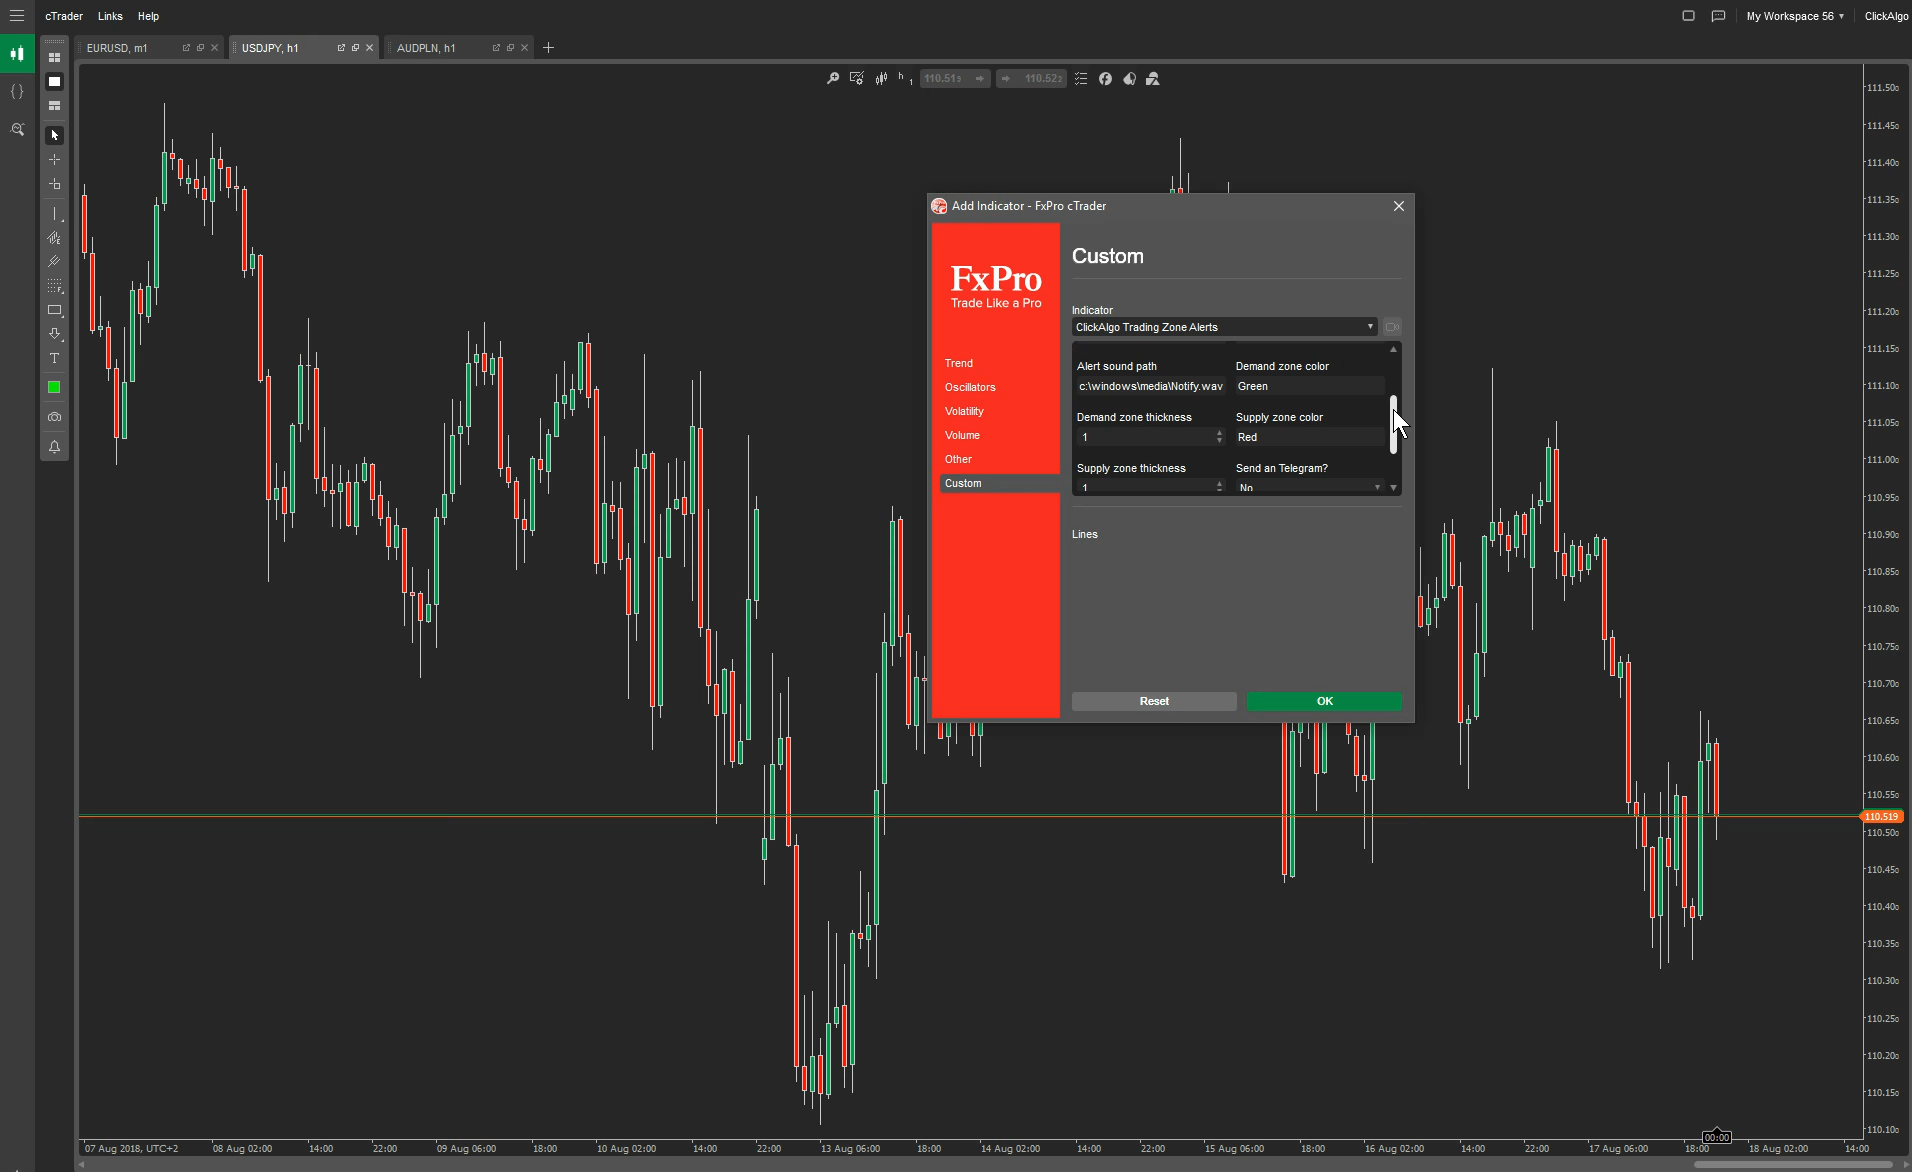 cTrader Links Help
My Workspace 56 ClickAlgo
EURUSD, m1
USDJPY, h1
AUDPLN, h1
h 1
110.515
110.522
Add Indicator - FxPro cTrader
FxPro
Trade Like a Pro
Trend
Oscillators
Volatility
Volume
Other
Custom
Custom
Indicator
ClickAlgo Trading Zone Alerts
Alert sound path
Demand zone color
c:\windows\media\Notify.wav
Green
Demand zone thickness
Supply zone color
1
Red
Supply zone thickness
Send an Telegram?
1
No
Lines
Reset
OK
111.500
111.450
111.400
111.350
111.300
111.250
111.200
111.150
111.100
111.050
111.000
110.950
110.900
110.850
110.800
110.750
110.700
110.650
110.600
110.550
110.519
110.500
110.450
110.400
110.350
110.300
110.250
110.200
110.150
110.100
00:00
07 Aug 2018, UTC+2
08 Aug 02:00
14:00
22:00
09 Aug 06:00
18:00
10 Aug 02:00
14:00
22:00
13 Aug 06:00
18:00
14 Aug 02:00
14:00
22:00
15 Aug 06:00
18:00
16 Aug 02:00
14:00
22:00
17 Aug 06:00
18:00
18 Aug 02:00
14:00